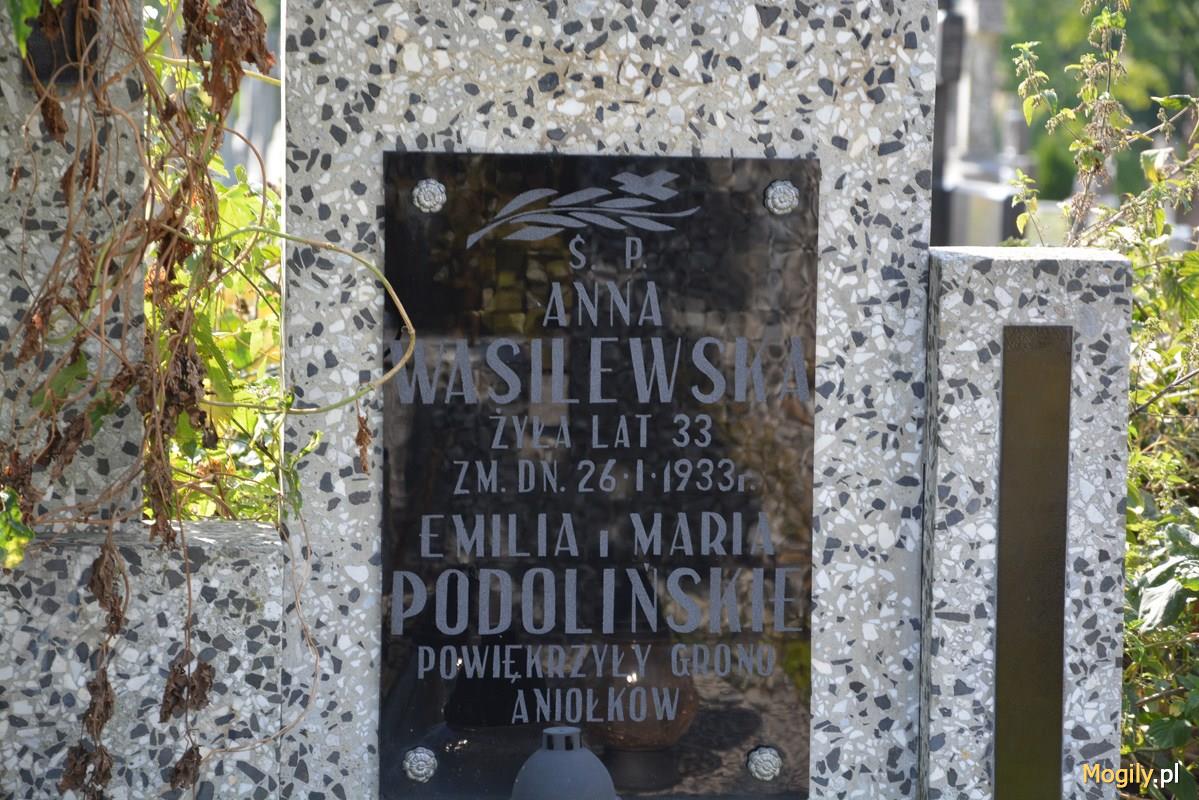 Ś. P.
ANNA
WASILEWSKA
ŻYŁA LAT 33
ZM. DN. 26·I·1933r.
EMILIA i MARIA
PODOLIŃSKIE
POWIĘKRZYŁY GRONO
ANIOŁKÓW
Mogily.pl